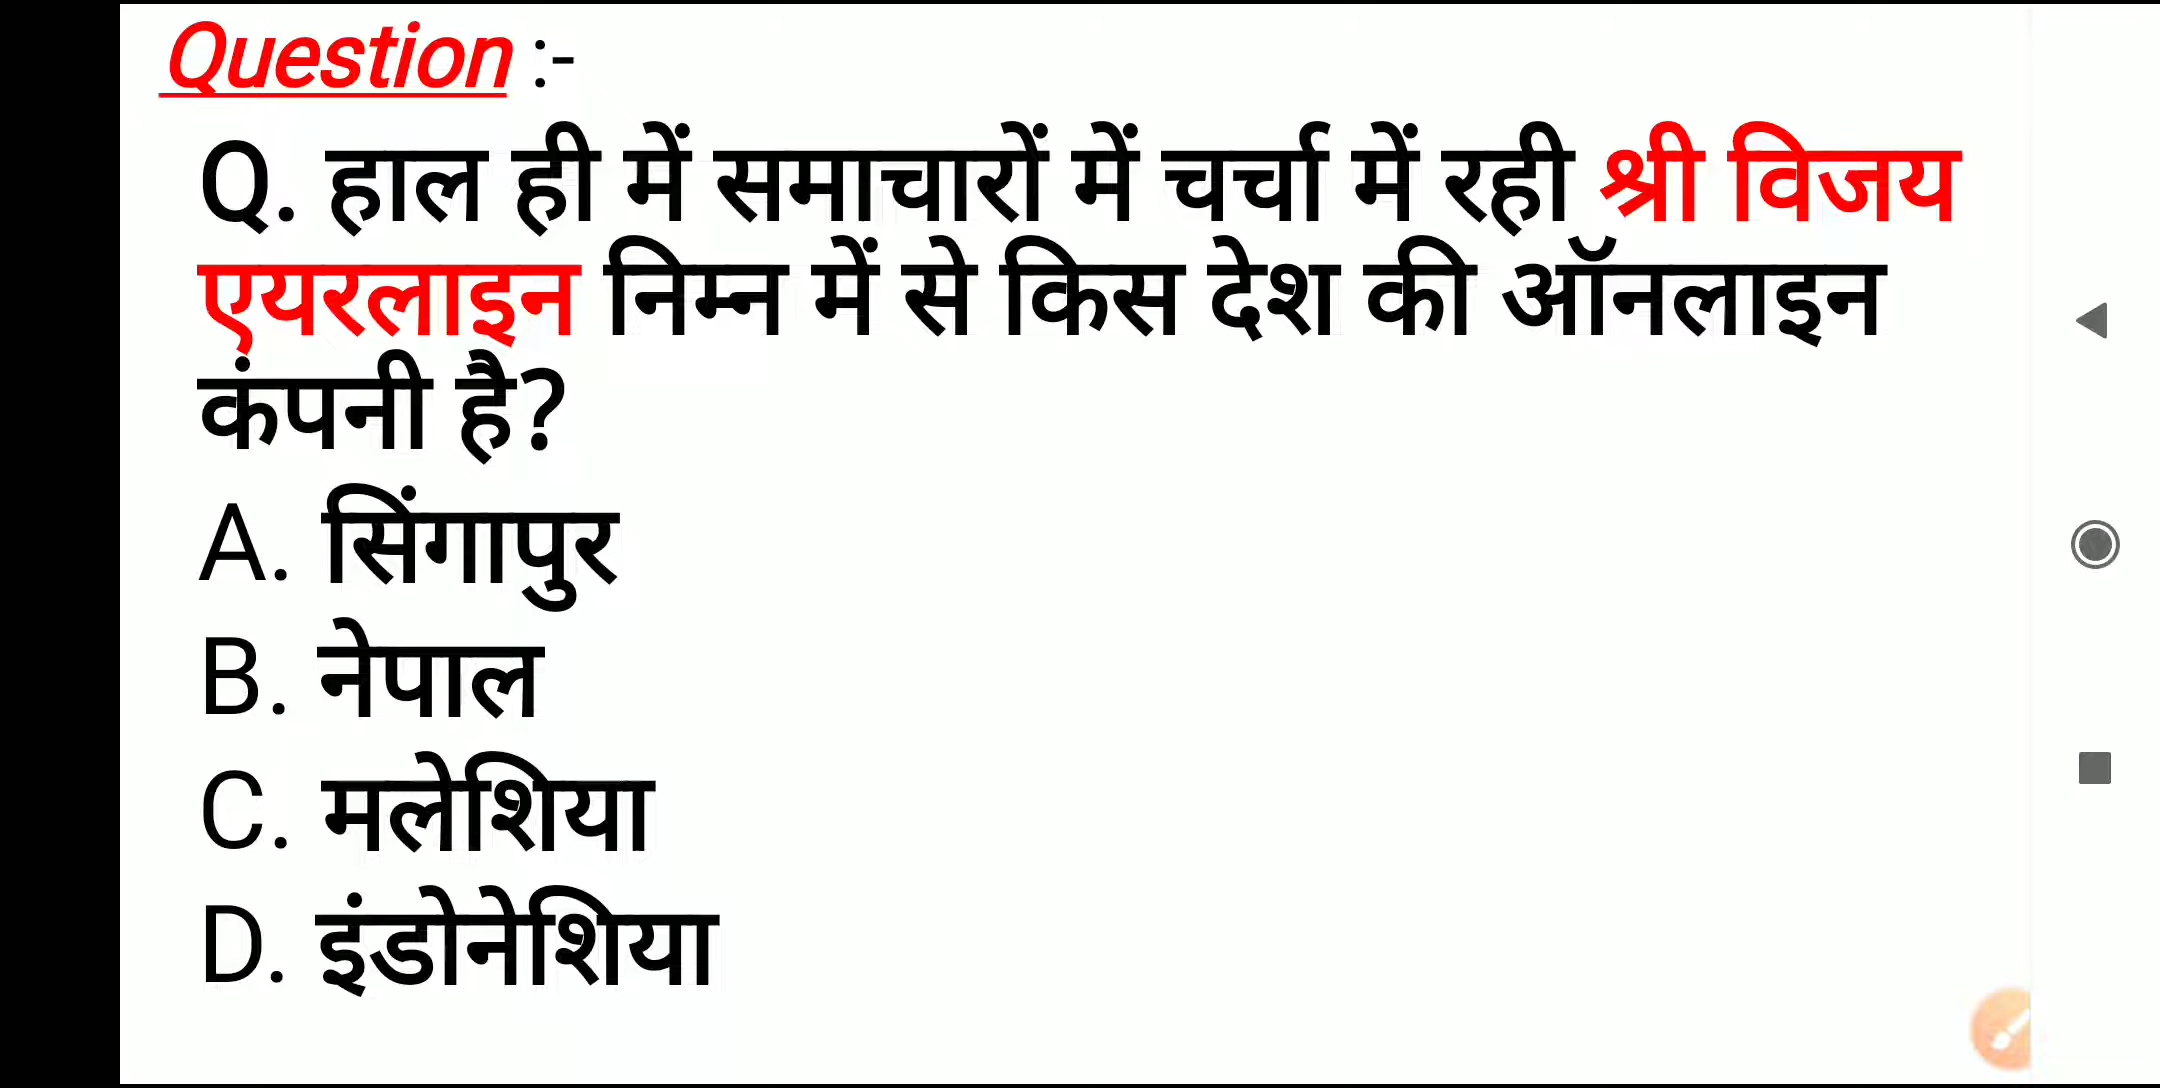 Question :-
Q. हाल ही में समाचारों में चर्चा में रही श्री विजय
एयरलाइन निम्न में से किस देश की ऑनलाइन
कंपनी है?
A. सिंगापुर
B. नेपाल
C. मलेशिया
D. इंडोनेशिया